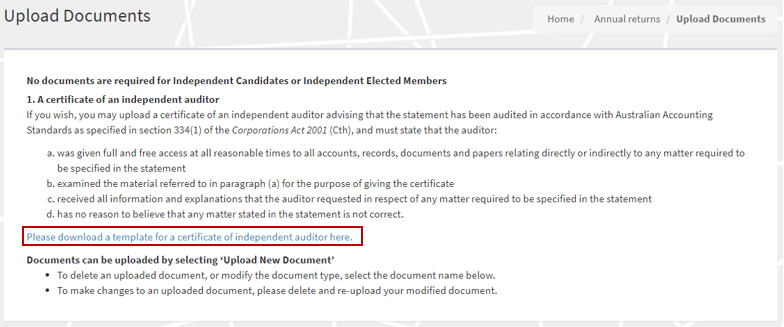 Upload Documents
Home / Annual returns / Upload Documents
No documents are required for Independent Candidates or Independent Elected Members
1. A certificate of an independent auditor
If you wish, you may upload a certificate of an independent auditor advising that the statement has been audited in accordance with Australian Accounting
Standards as specified in section 334(1) of the Corporations Act 2001 (Cth), and must state that the auditor:
a. was given full and free access at all reasonable times to all accounts, records, documents and papers relating directly or indirectly to any matter required to
be specified in the statement
b. examined the material referred to in paragraph (a) for the purpose of giving the certificate
c. received all information and explanations that the auditor requested in respect of any matter required to be specified in the statement
d. has no reason to believe that any matter stated in the statement is not correct.
Please download a template for a certificate of independent auditor here.
Documents can be uploaded by selecting ‘Upload New Document’
• To delete an uploaded document, or modify the document type, select the document name below.
• To make changes to an uploaded document, please delete and re-upload your modified document.